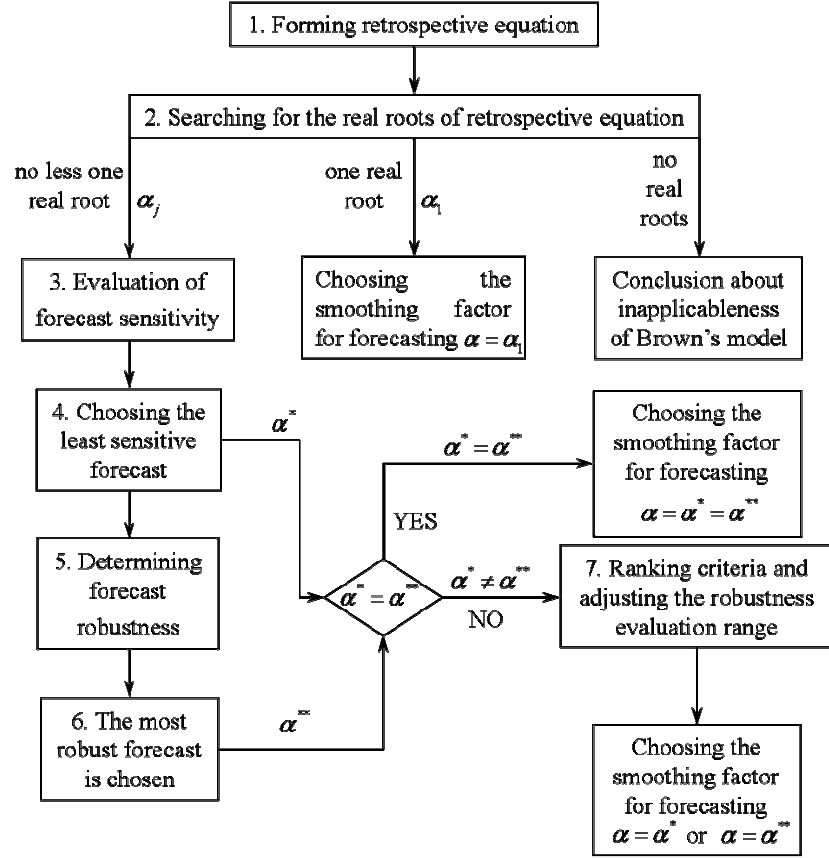 1. Forming retrospective equation
2. Searching for the real roots of retrospective equation
no less one
real root αⱼ
one real
root α₁
no
real
roots
3. Evaluation of
forecast sensitivity
Choosing the
smoothing factor
for forecasting α = α₁
Conclusion about
inapplicableness
of Brown's model
4. Choosing the
least sensitive
forecast
α*
α* = α**
YES
Choosing the
smoothing factor
for forecasting
α = α* = α**
5. Determining
forecast
robustness
α* = α**
α* ≠ α**
NO
7. Ranking criteria and
adjusting the robustness
evaluation range
6. The most
robust forecast
is chosen
α**
Choosing the
smoothing factor
for forecasting
α = α* or α = α**